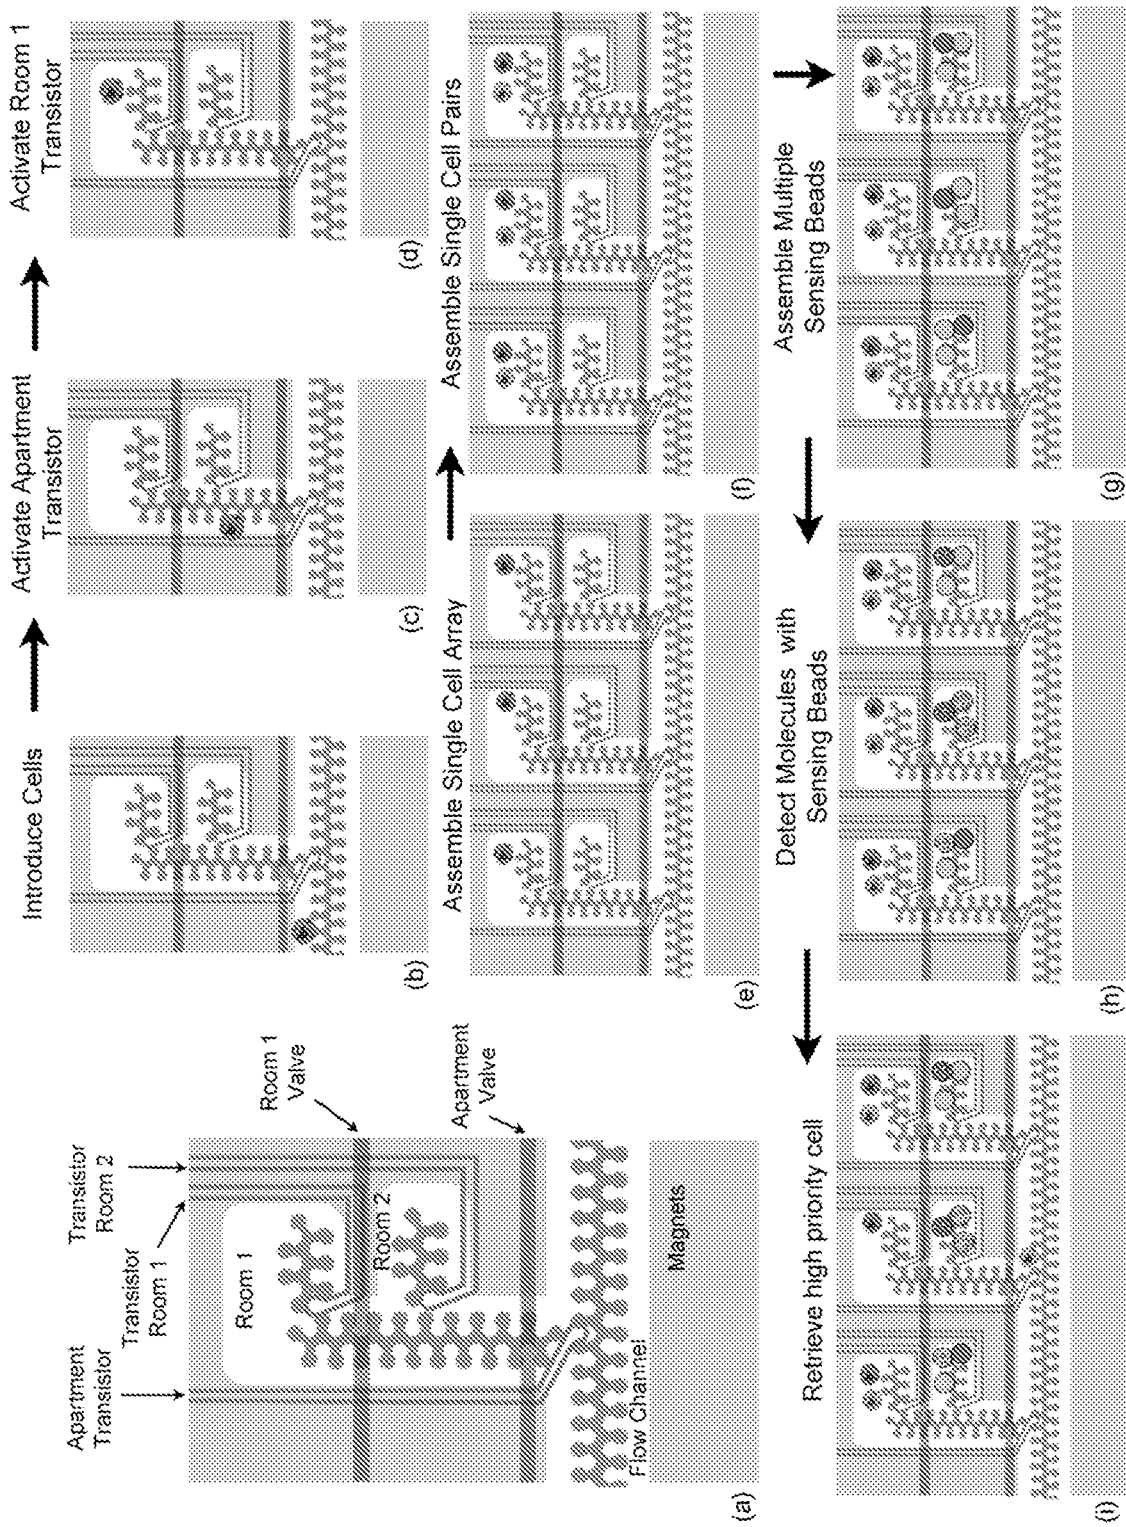 Apartment
Transistor
Transistor
Room 1
Transistor
Room 2
Room 1
Room 2
Room 1
Valve
Apartment
Valve
Flow Channel
Magnets
(a)
Introduce Cells
(b)
Activate Apartment
Transistor
(c)
Activate Room 1
Transistor
(d)
Assemble Single Cell Array
(e)
Assemble Single Cell Pairs
(f)
Assemble Multiple
Sensing Beads
(g)
Detect Molecules with
Sensing Beads
(h)
Retrieve high priority cell
(i)